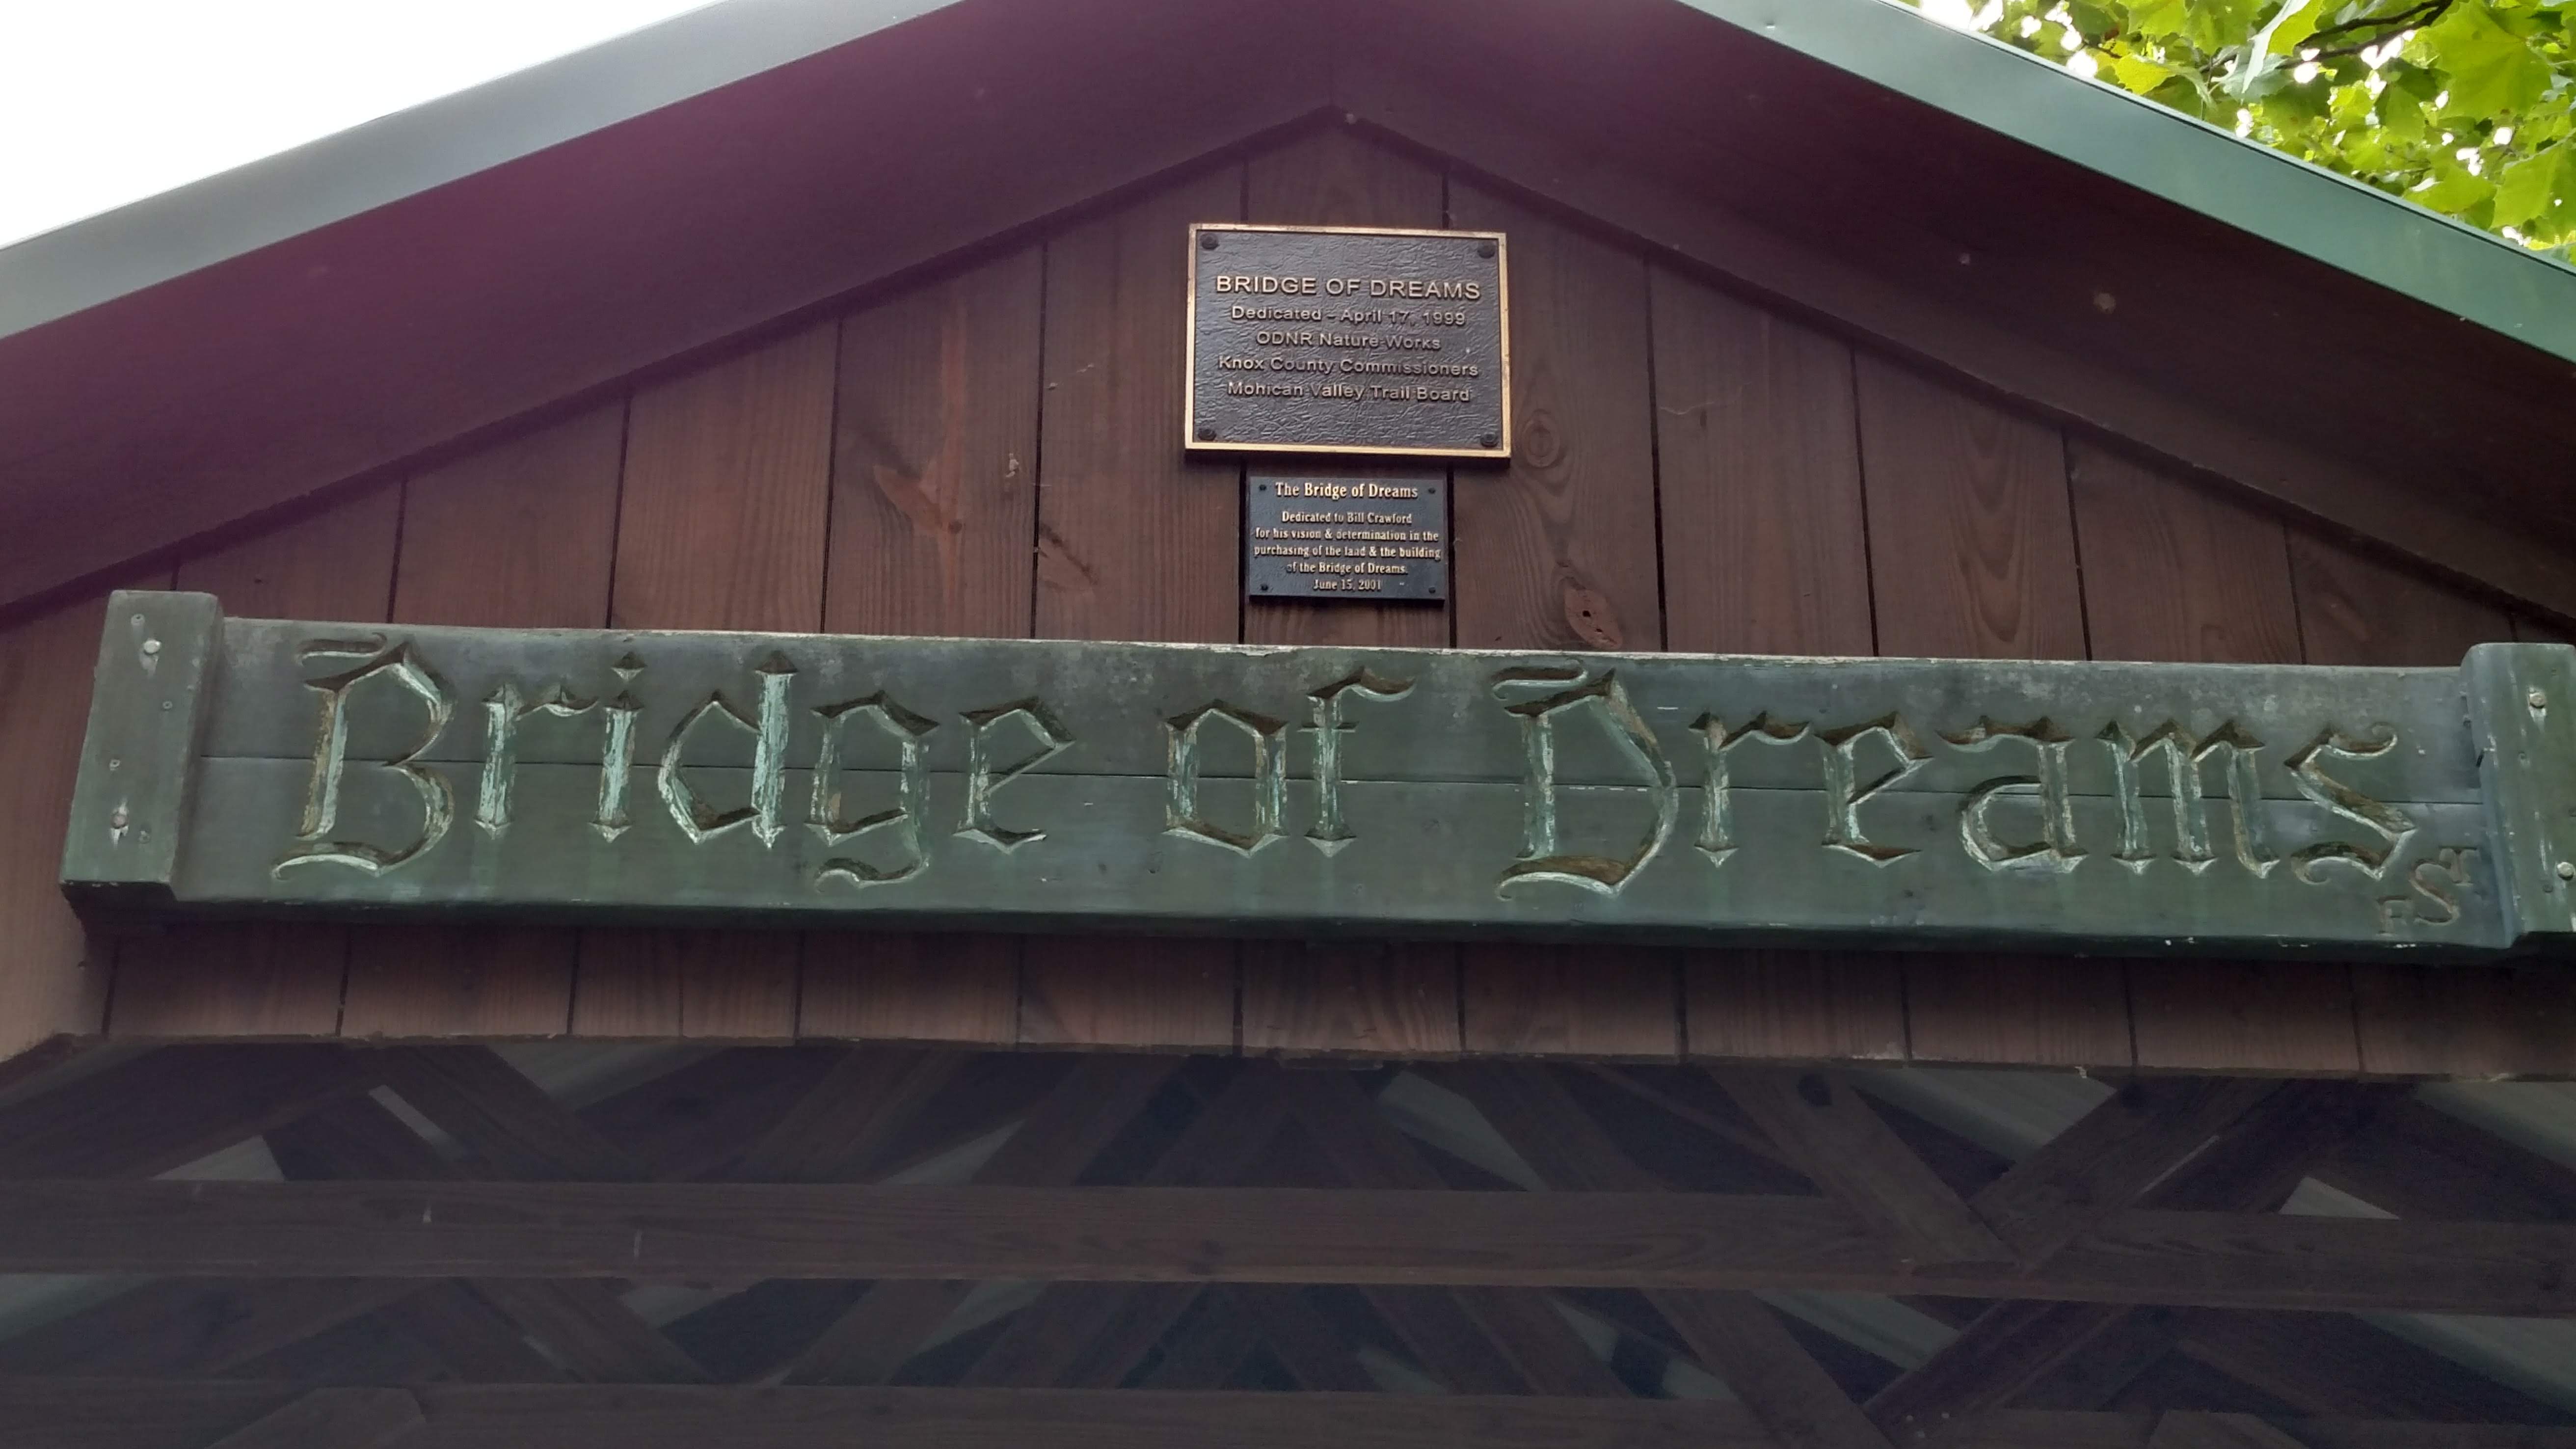 BRIDGE OF DREAMS
Dedicated - April 17, 1999
ODNR Nature Works
Knox County Commissioners
Mohican Valley Trail Board
The Bridge of Dreams
Dedicated to Bill Crawford
for his vision & determination in the
purchasing of the land & the building
of the Bridge of Dreams.
June 15, 2001
Bridge of Dreams